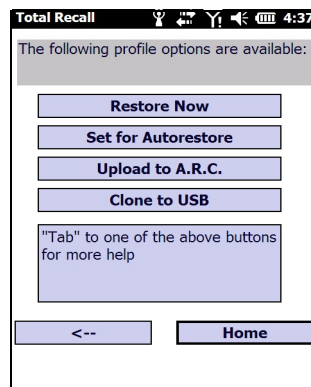 Total Recall 4:37
The following profile options are available:
Restore Now
Set for Autorestore
Upload to A.R.C.
Clone to USB
"Tab" to one of the above buttons
for more help
<--
Home